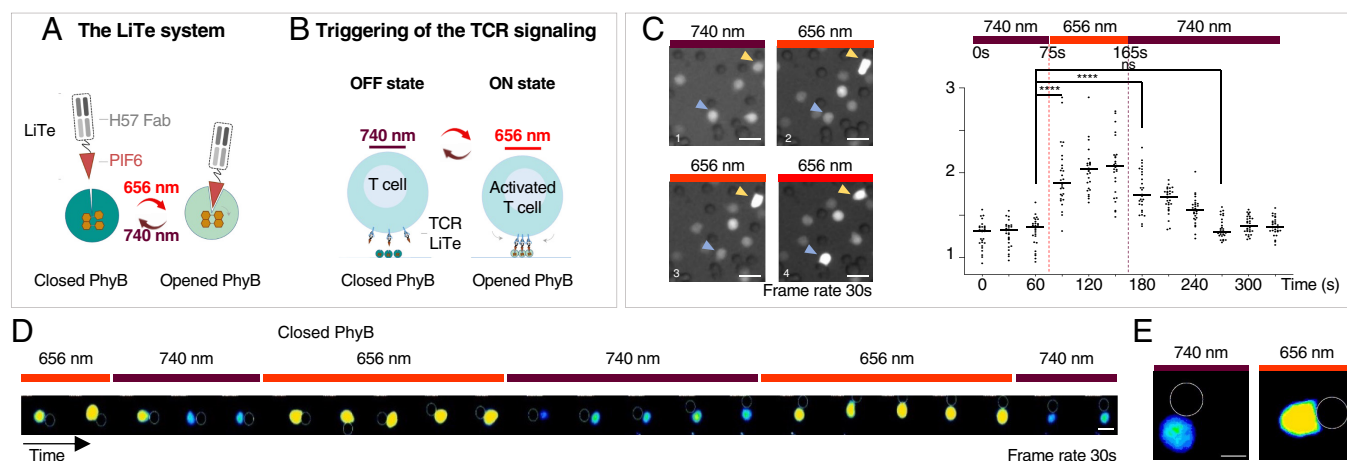 A The LiTe system
LiTe
H57 Fab
PIF6
656 nm
740 nm
Closed PhyB Opened PhyB
B Triggering of the TCR signaling
OFF state ON state
740 nm 656 nm
T cell
Activated
T cell
TCR
LiTe
Closed PhyB Opened PhyB
C
740 nm 656 nm
1 2
656 nm 656 nm
3 4
Frame rate 30s
740 nm 656 nm 740 nm
0s 75s 165s
ns
****
****
3
2
1
0 60 120 180 240 300 Time (s)
D
Closed PhyB
656 nm 740 nm 656 nm 740 nm 656 nm 740 nm
Time
Frame rate 30s
E
740 nm 656 nm